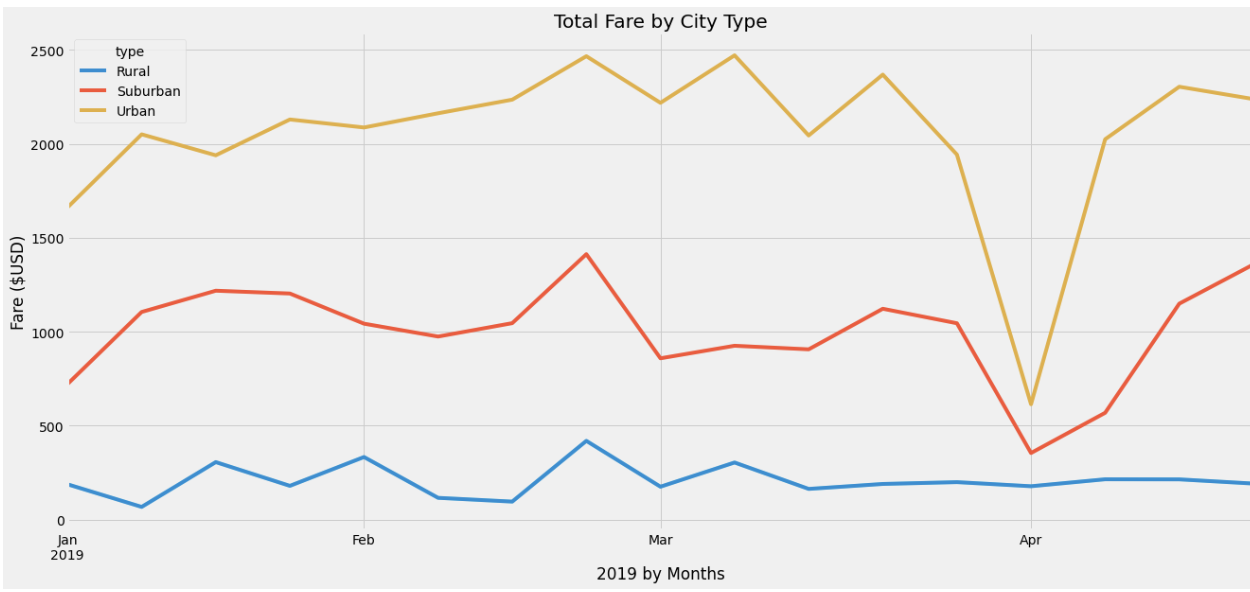 Total Fare by City Type
type
Rural
Suburban
Urban
Fare ($USD)
2500
2000
1500
1000
500
0
Jan
2019
Feb
Mar
Apr
2019 by Months